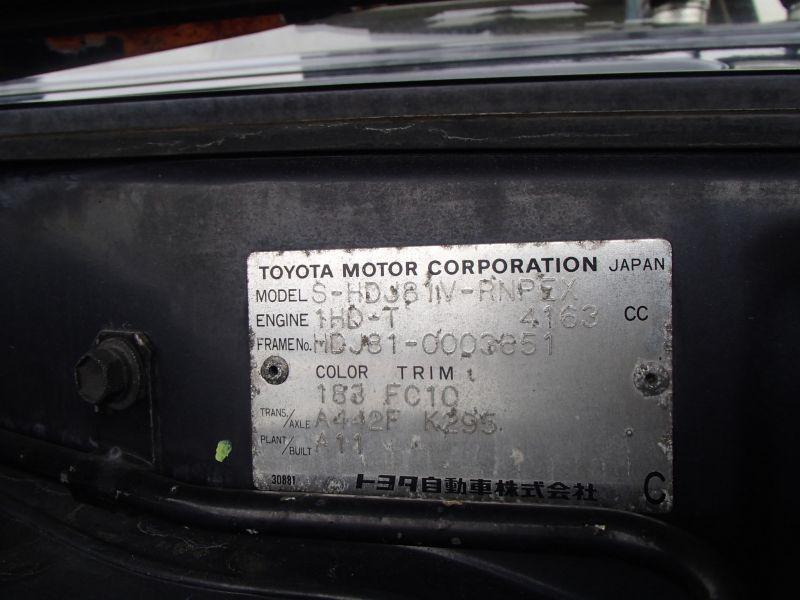 TOYOTA MOTOR CORPORATION JAPAN
MODEL S-HDJ81V-RNPEX
ENGINE 1HD-T 4163 CC
FRAME No. HDJ81-0003851
COLOR TRIM
183 FC10
TRANS./AXLE A442F K295
PLANT/BUILT A11
30881 トヨタ自動車株式会社 C